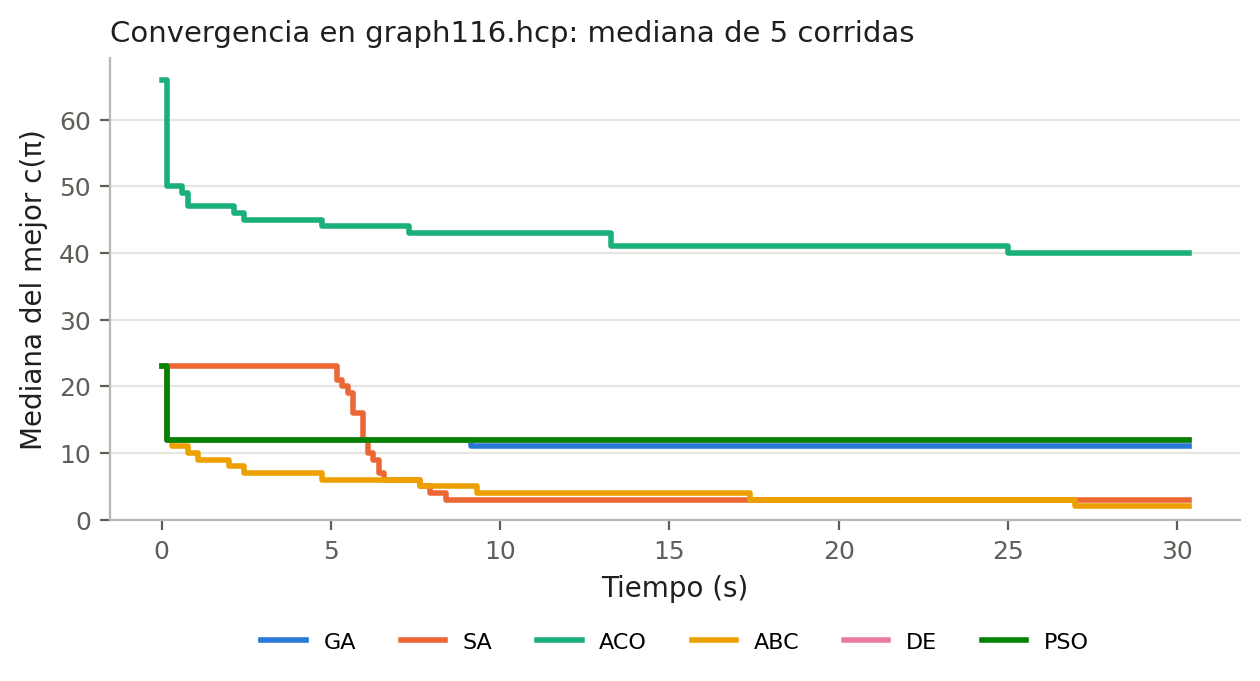 Convergencia en graph116.hcp: mediana de 5 corridas
Mediana del mejor c(π)
60
50
40
30
20
10
0
0 5 10 15 20 25 30
Tiempo (s)
GA SA ACO ABC DE PSO